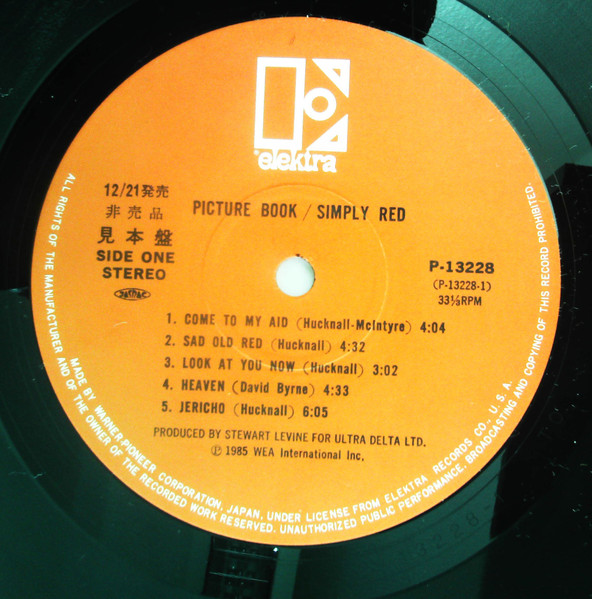 elektra
12/21発売
非売品
見本盤
SIDE ONE
STEREO
PICTURE BOOK / SIMPLY RED
P-13228
(P-13228-1)
33⅓RPM
1. COME TO MY AID (Hucknall-McIntyre) 4:04
2. SAD OLD RED (Hucknall) 4:32
3. LOOK AT YOU NOW (Hucknall) 3:02
4. HEAVEN (David Byrne) 4:33
5. JERICHO (Hucknall) 6:05
PRODUCED BY STEWART LEVINE FOR ULTRA DELTA LTD.
Ⓟ 1985 WEA International Inc.
ALL RIGHTS OF THE MANUFACTURER AND OF THE OWNER OF THE RECORDED WORK RESERVED. UNAUTHORIZED PUBLIC PERFORMANCE, BROADCASTING AND COPYING OF THIS RECORD PROHIBITED.
MADE BY WARNER-PIONEER CORPORATION, JAPAN, UNDER LICENSE FROM ELEKTRA RECORDS CO., U.S.A.